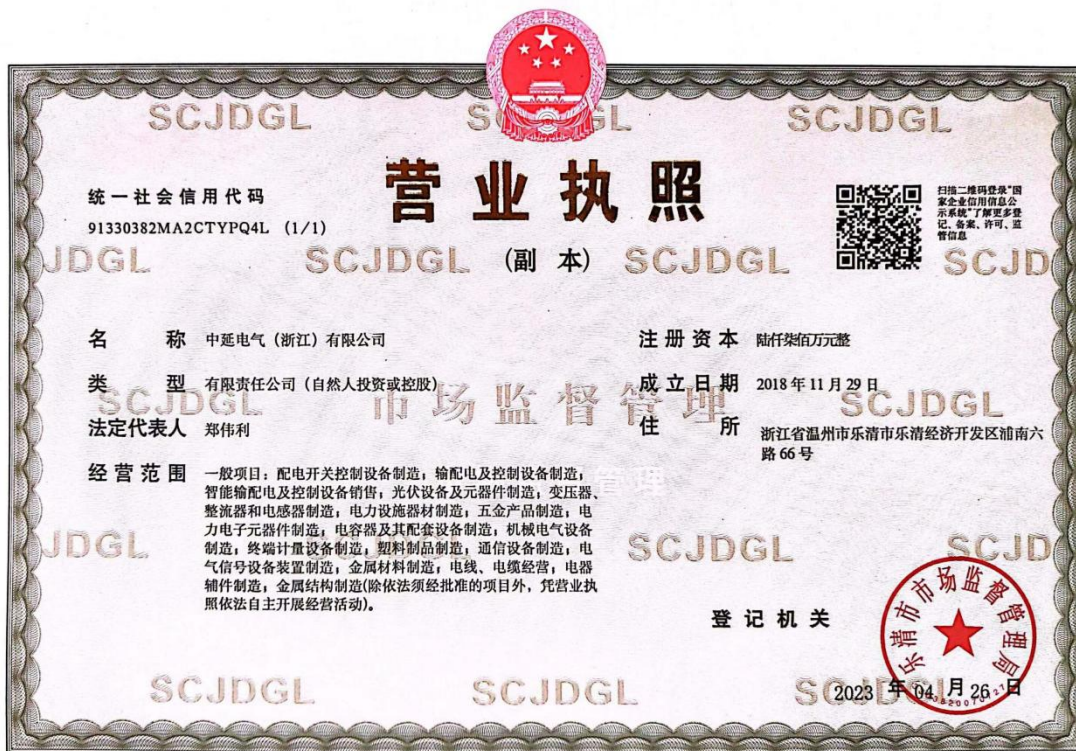 SCJDGL SCJDGL SCJDGL
营业执照
统一社会信用代码
91330382MA2CTYPQ4L (1/1)
扫描二维码登录“国
家企业信用信息公
示系统”了解更多登
记、备案、许可、监
管信息
JDGL SCJDGL (副 本) SCJDGL SCJD
名 称 中延电气（浙江）有限公司
注册资本 陆仟柒佰万元整
类 型 有限责任公司（自然人投资或控股）
成立日期 2018年11月29日
SCJDGL 市场监督管理 SCJDGL
法定代表人 郑伟利
住 所 浙江省温州市乐清市乐清经济开发区浦南六
路66号
经营范围 一般项目：配电开关控制设备制造；输配电及控制设备制造；
智能输配电及控制设备销售；光伏设备及元器件制造；变压器、
整流器和电感器制造；电力设施器材制造；五金产品制造；电
力电子元器件制造；电容器及其配套设备制造；机械电气设备
制造；终端计量设备制造；塑料制品制造；通信设备制造；电
气信号设备装置制造；金属材料制造；电线、电缆经营；电器
辅件制造；金属结构制造(除依法须经批准的项目外，凭营业执
照依法自主开展经营活动)。
管理
JDGL SCJDGL SCJDGL SCJD
登记机关
乐清市市场监督管理局
2023年04月26日
SCJDGL SCJDGL SCJDGL